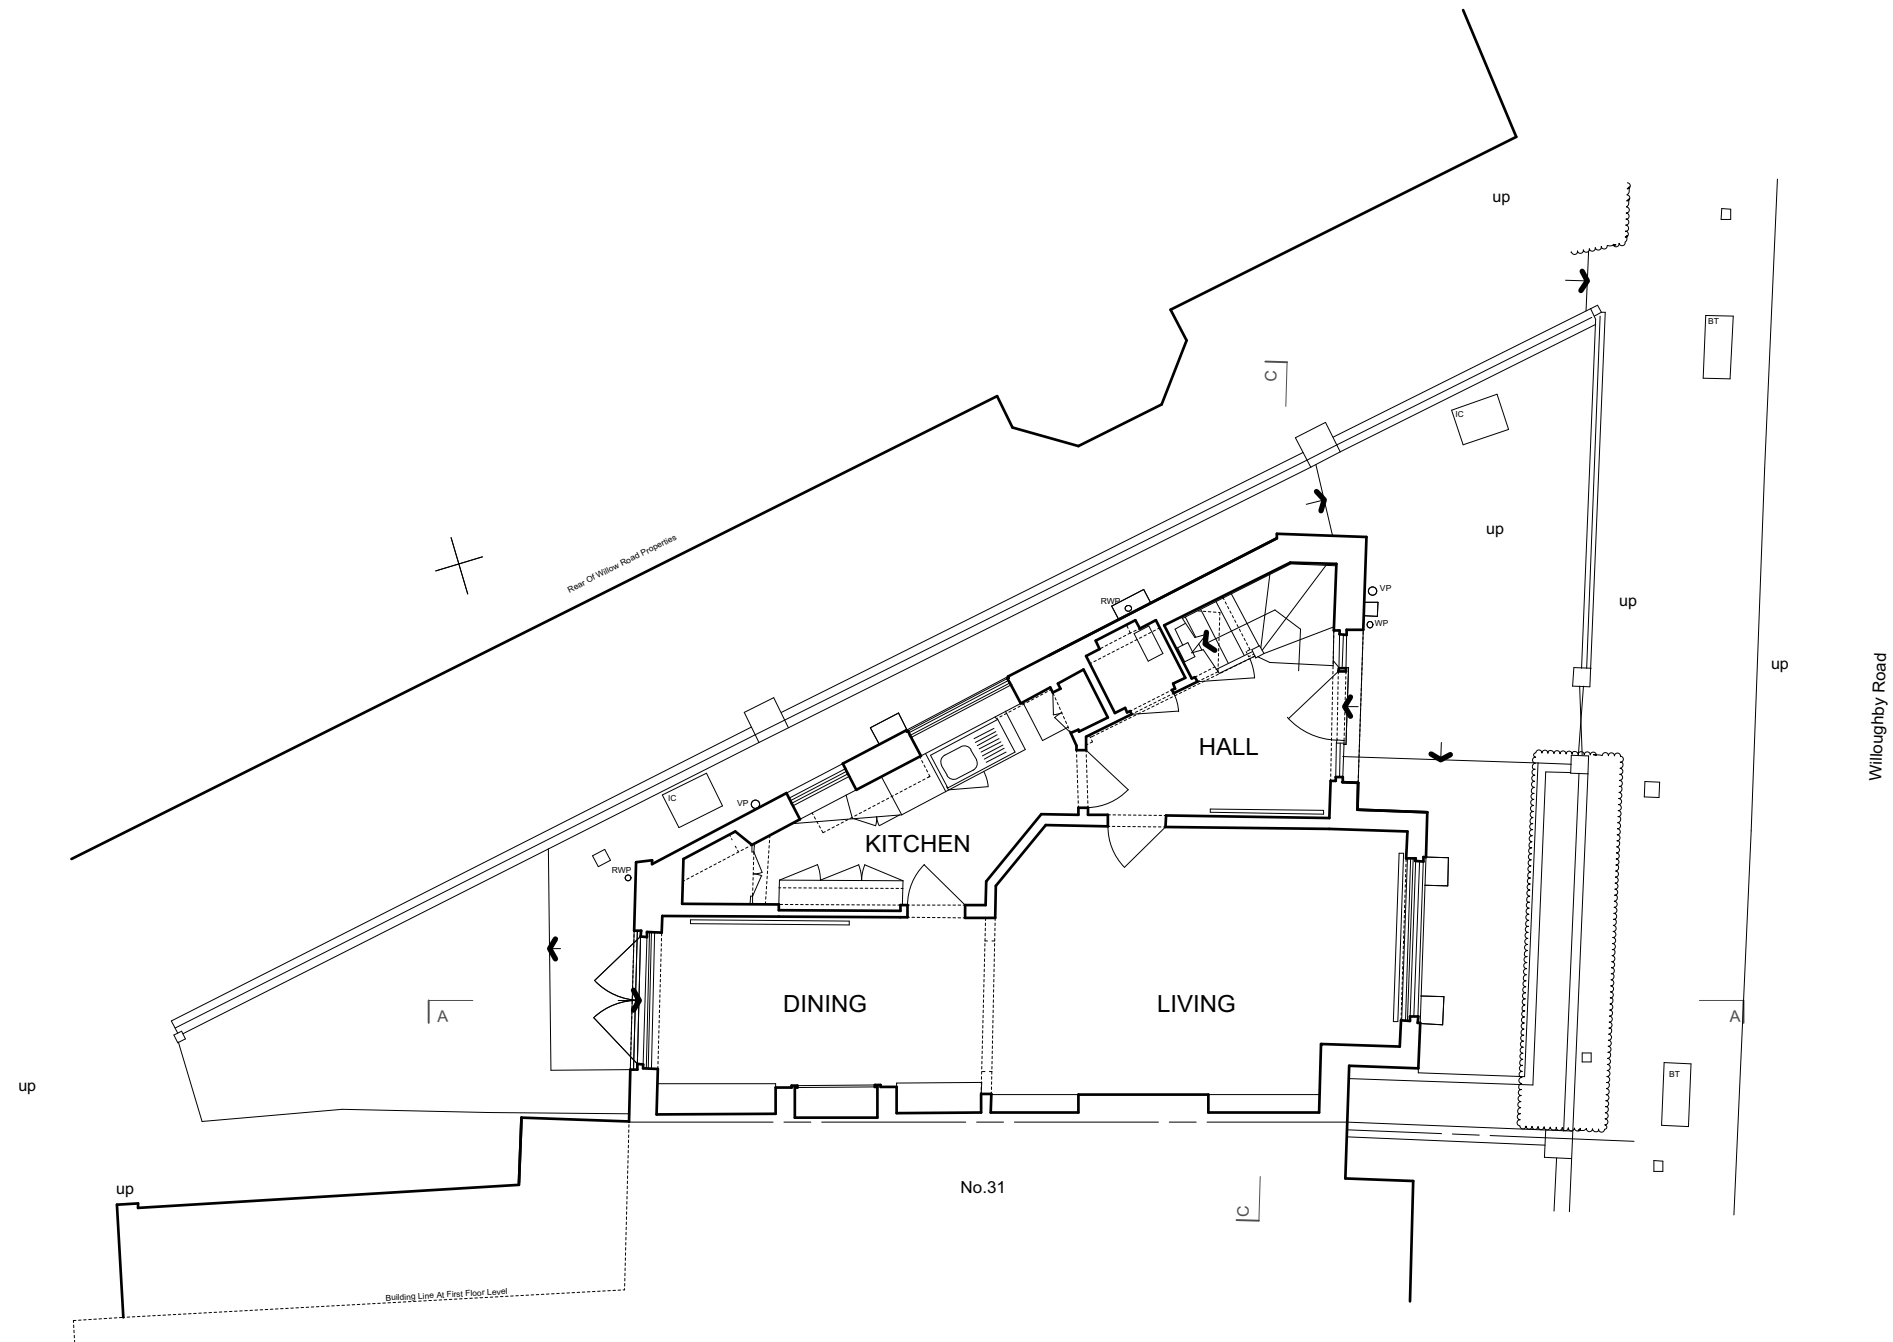 up
BT
C
IC
up
Rear Of Willow Road Properties
VP
RWP
up
WP
up
Willoughby Road
HALL
IC
VP
KITCHEN
RWP
DINING
LIVING
A
A
BT
up
up
No.31
C
Building Line At First Floor Level